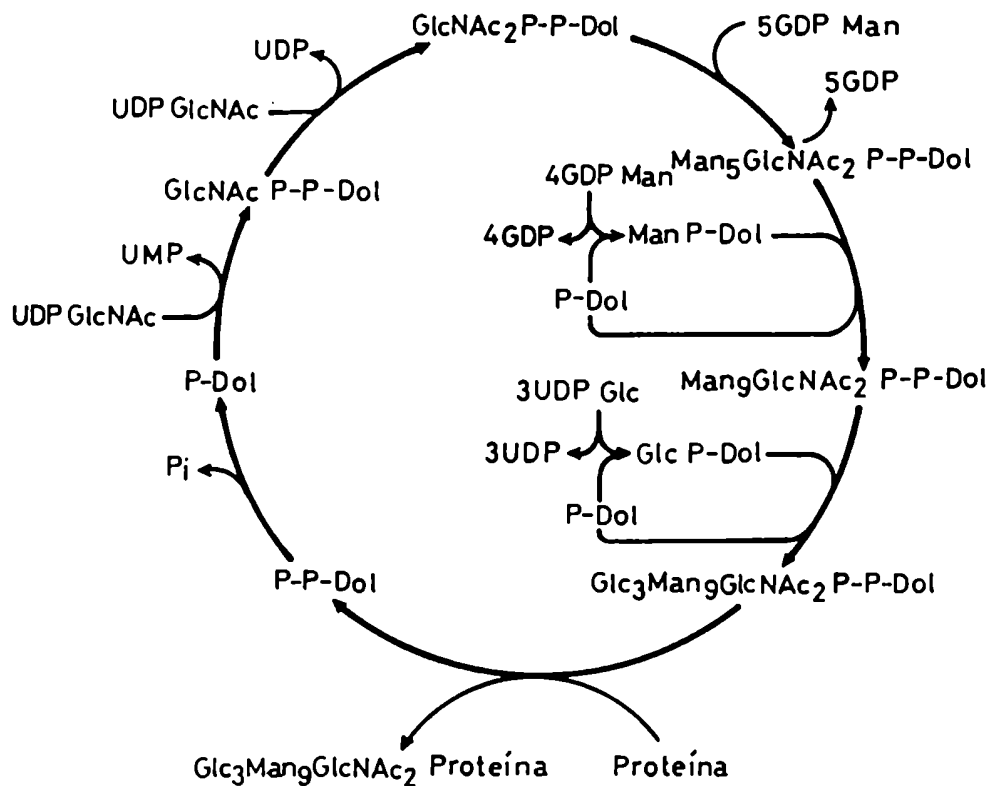 GlcNAc₂P-P-Dol
5GDP Man
UDP
5GDP
UDP GlcNAc
Man₅GlcNAc₂ P-P-Dol
GlcNAc P-P-Dol
4GDP Man
4GDP
Man P-Dol
UMP
P-Dol
UDP GlcNAc
P-Dol
Man₉GlcNAc₂ P-P-Dol
3UDP Glc
3UDP
Glc P-Dol
Pi
P-Dol
P-P-Dol
Glc₃Man₉GlcNAc₂ P-P-Dol
Glc₃Man₉GlcNAc₂ Proteína
Proteína